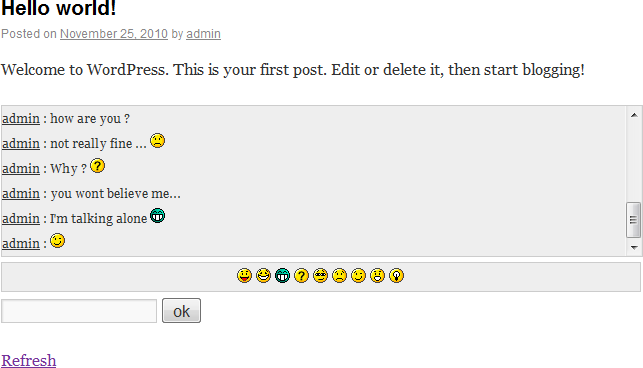 Hello world!
Posted on November 25, 2010 by admin
Welcome to WordPress. This is your first post. Edit or delete it, then start blogging!
admin : how are you ?
admin : not really fine ...
admin : Why ?
admin : you wont believe me...
admin : I'm talking alone
admin :
ok
Refresh